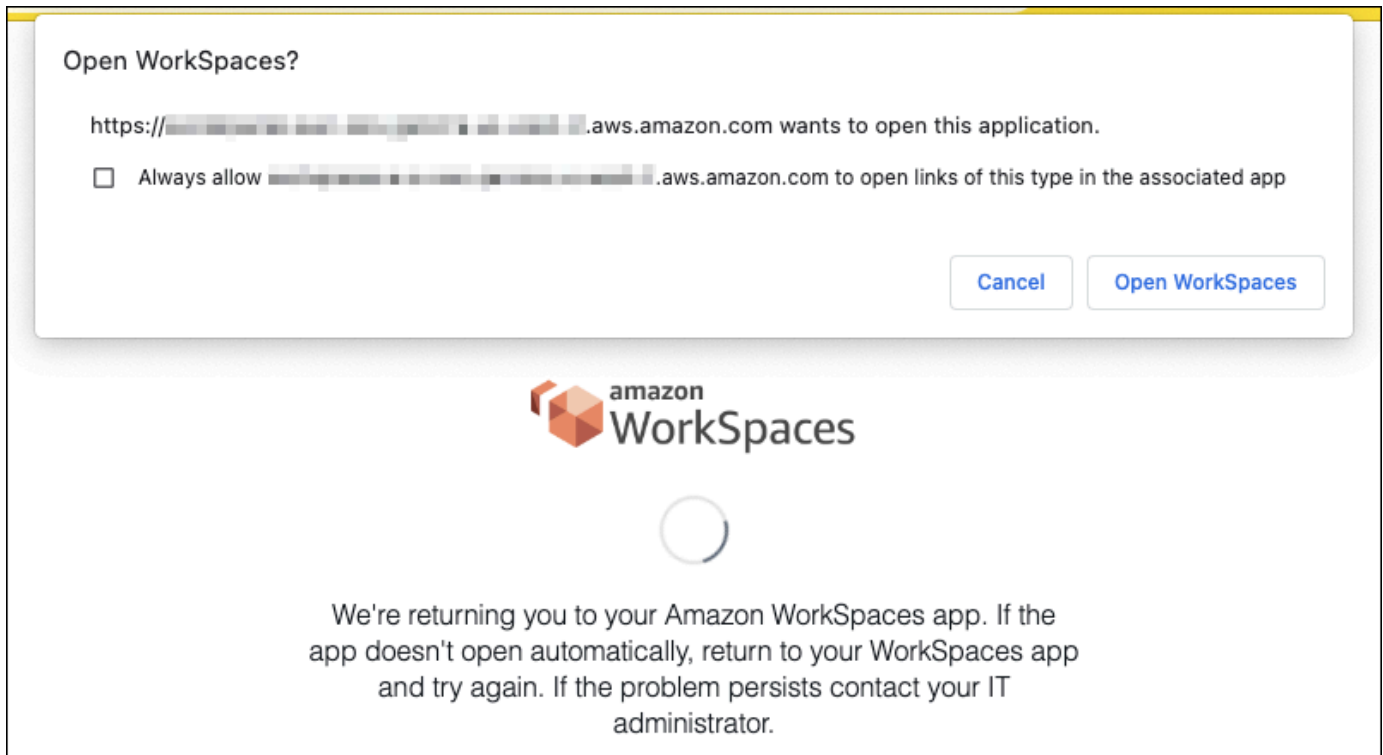 Open WorkSpaces?
https:// .aws.amazon.com wants to open this application.
Always allow .aws.amazon.com to open links of this type in the associated app
Cancel Open WorkSpaces
amazon
WorkSpaces
We're returning you to your Amazon WorkSpaces app. If the
app doesn't open automatically, return to your WorkSpaces app
and try again. If the problem persists contact your IT
administrator.